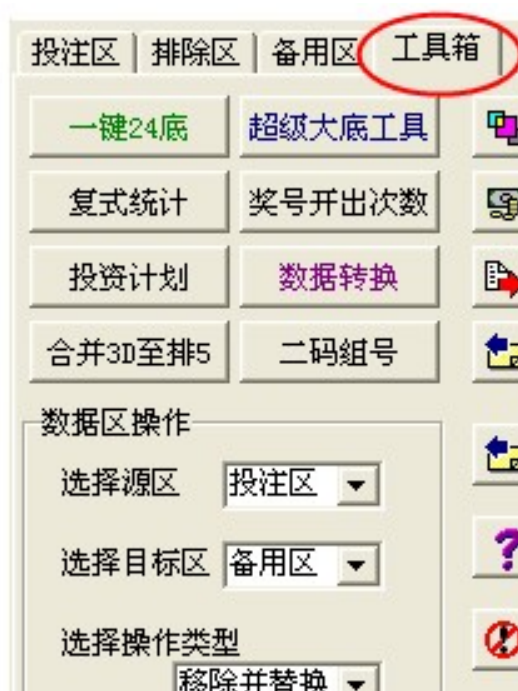 投注区 排除区 备用区 工具箱
一键24底 超级大底工具
复式统计 奖号开出次数
投资计划 数据转换
合并3D至排5 二码组号
数据区操作
选择源区 投注区
选择目标区 备用区
选择操作类型
移除并替换